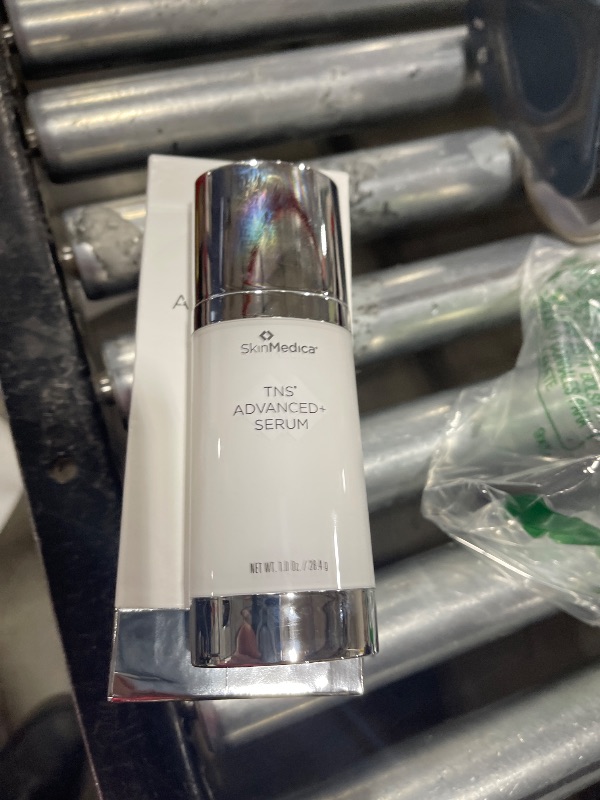 A
SkinMedica®
TNS®
ADVANCED+
SERUM
NET WT. 1.0 Oz. / 28.4 g